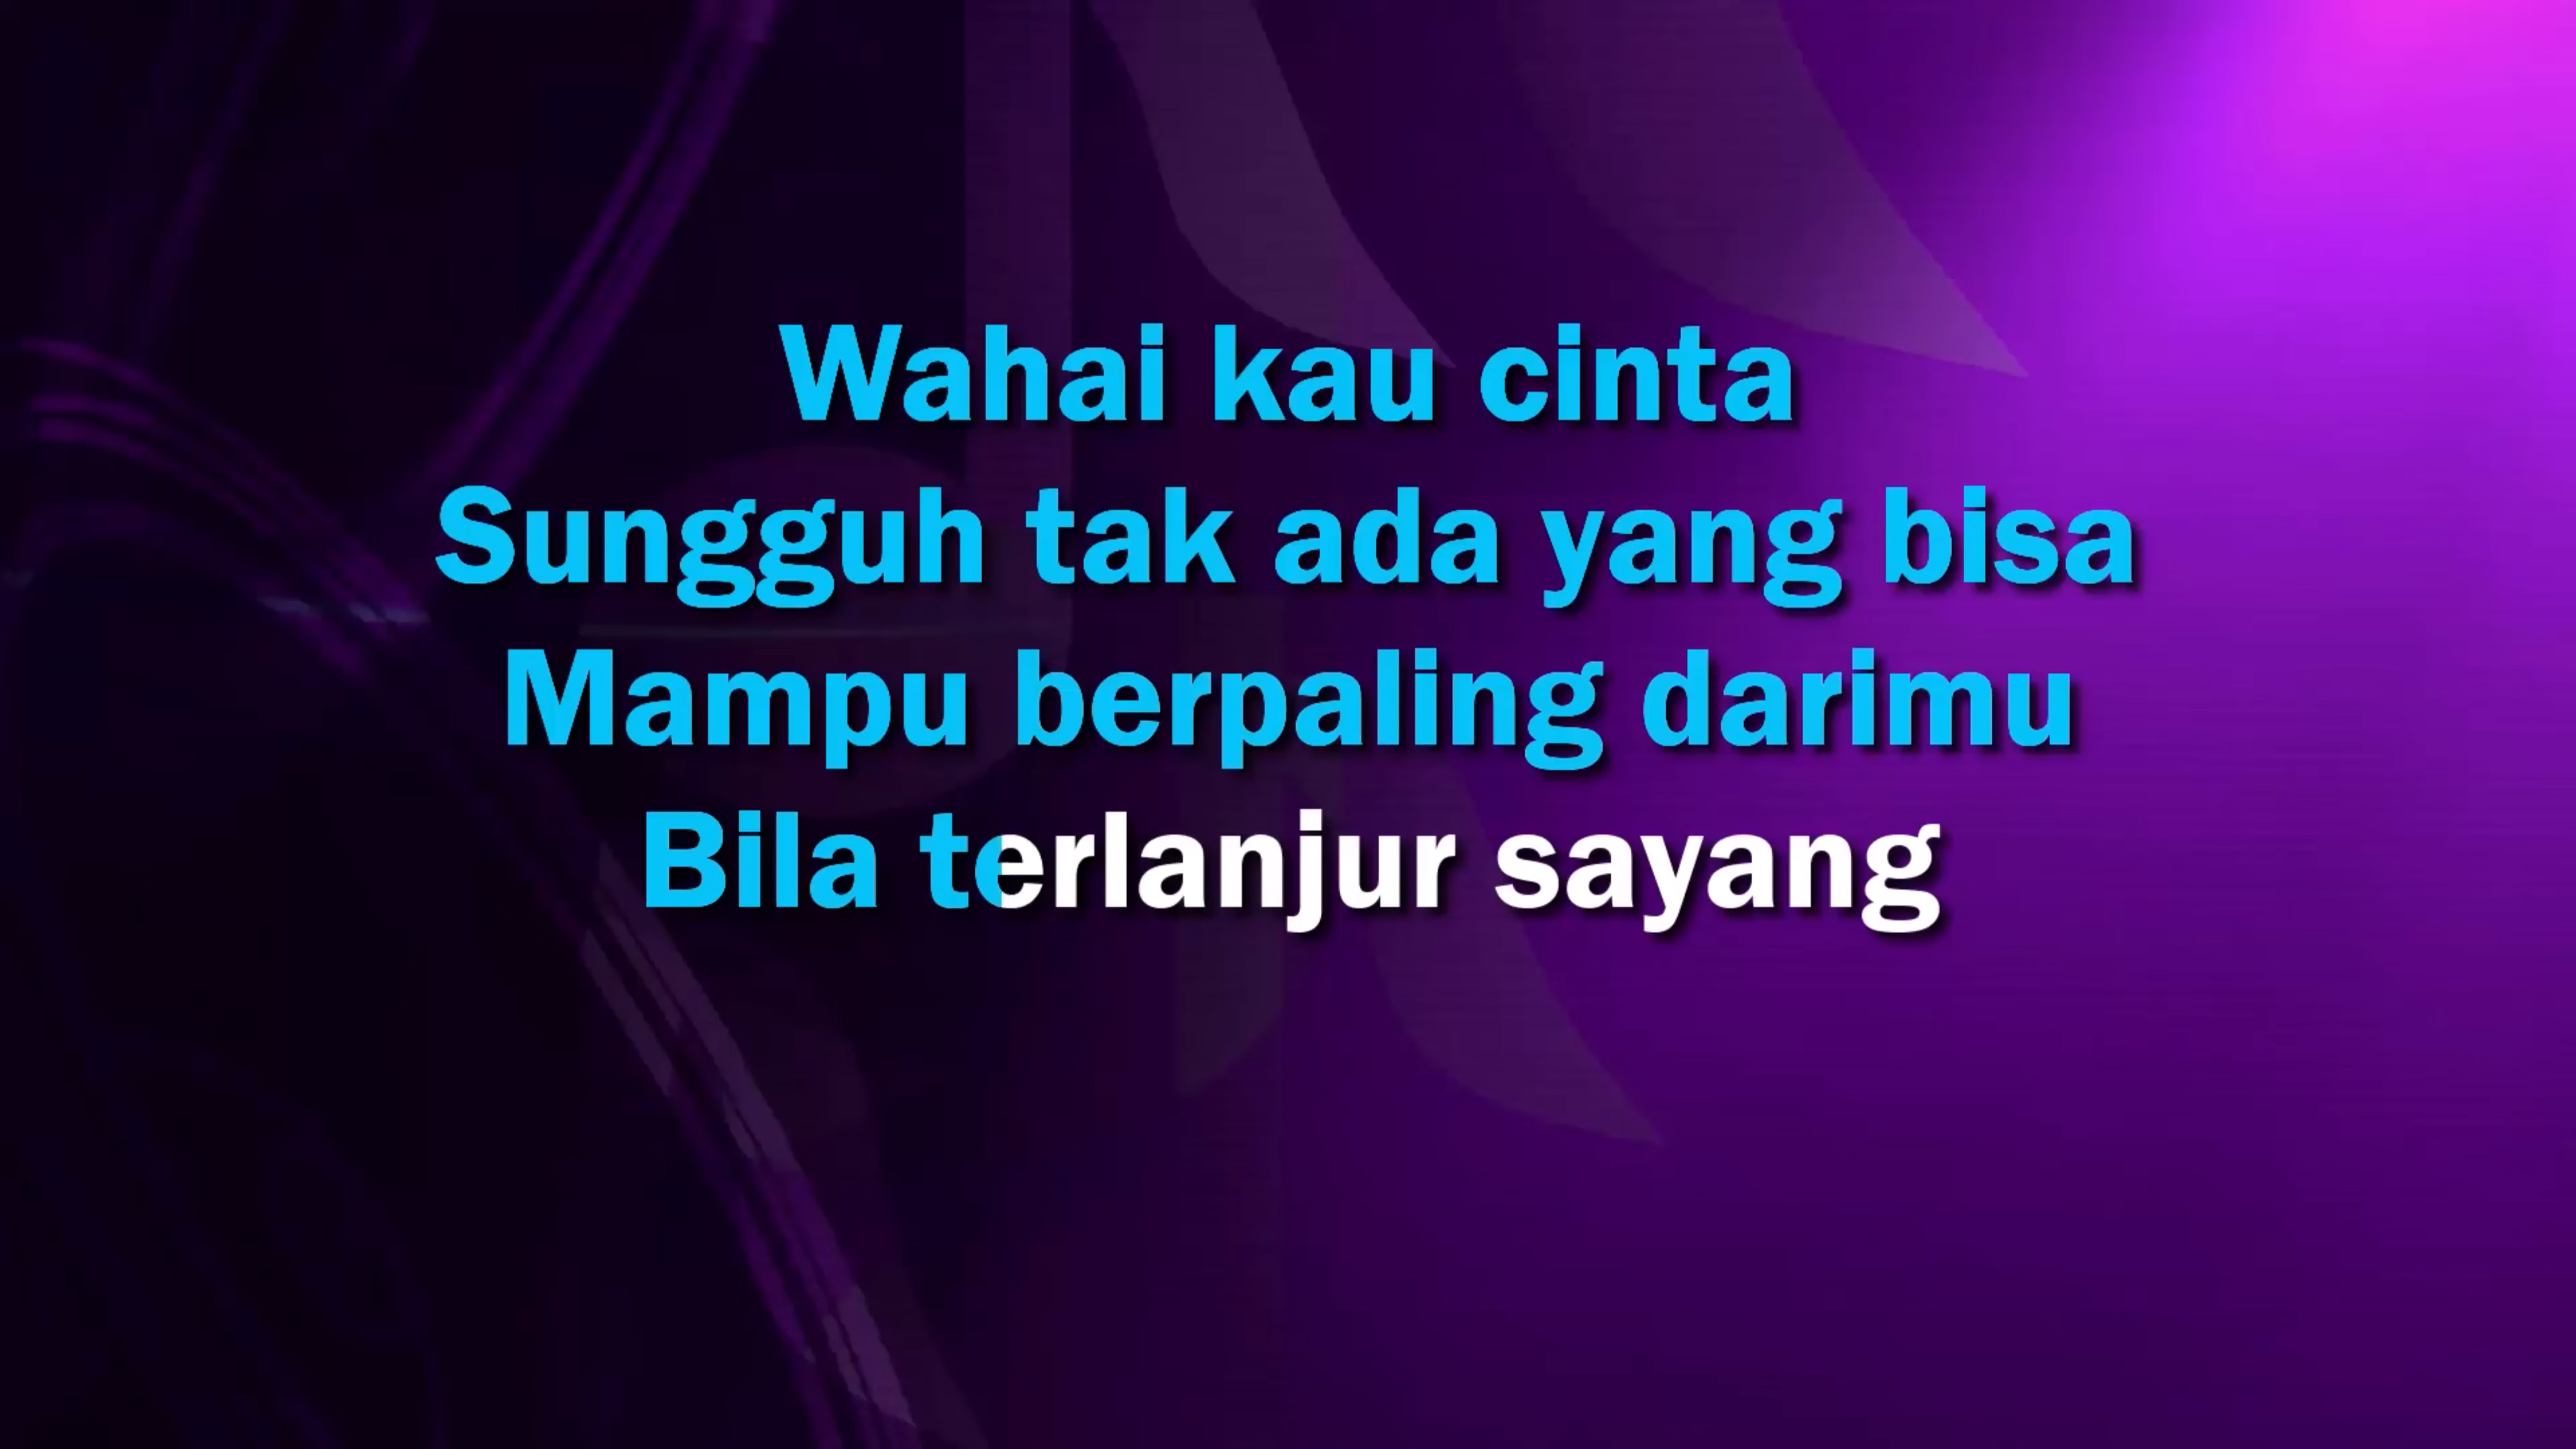 Wahai kau cinta
Sungguh tak ada yang bisa
Mampu berpaling darimu
Bila terlanjur sayang